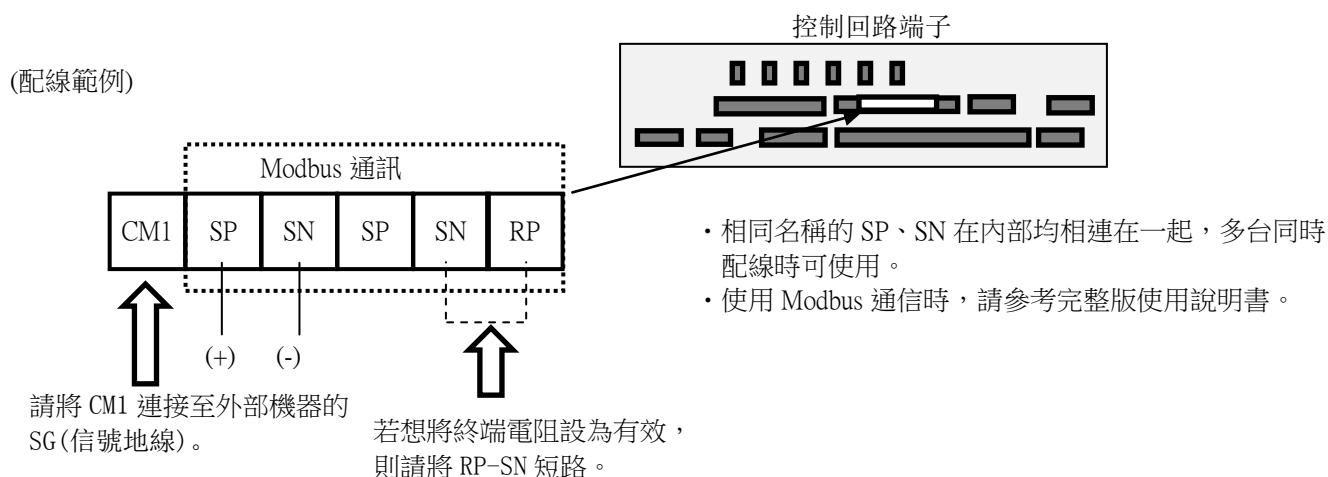 控制回路端子
(配線範例)
Modbus 通訊
CM1 SP SN SP SN RP
・相同名稱的 SP、SN 在內部均相連在一起，多台同時
配線時可使用。
・使用 Modbus 通信時，請參考完整版使用說明書。
(+) (-)
請將 CM1 連接至外部機器的
SG(信號地線)。
若想將終端電阻設為有效，
則請將 RP-SN 短路。